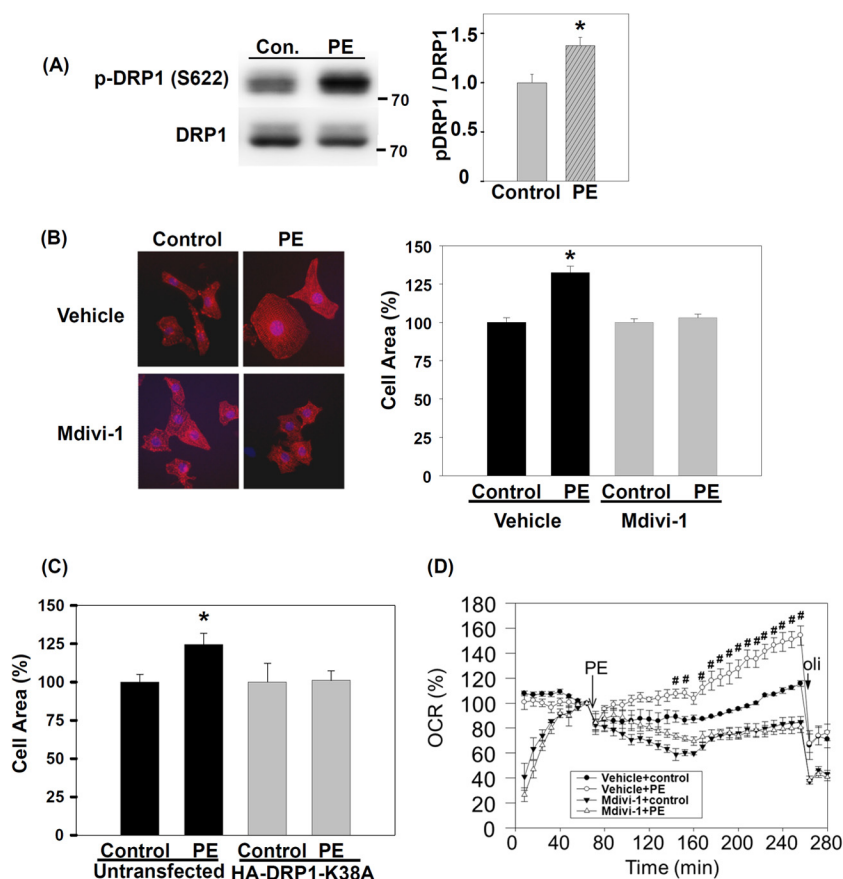 (A)
Con. PE
p-DRP1 (S622)
70
DRP1
70
pDRP1 / DRP1
1.5
1.0
0.5
0
*
Control PE
(B)
Control PE
Vehicle
Mdivi-1
Cell Area (%)
150
125
100
75
50
25
0
*
Control PE Control PE
Vehicle Mdivi-1
(C)
Cell Area (%)
150
125
100
75
50
25
0
*
Control PE Control PE
Untransfected HA-DRP1-K38A
(D)
OCR (%)
180
160
140
120
100
80
60
40
20
0
PE
# # # # # # # # # # # #
oli
Vehicle+control
Vehicle+PE
Mdivi-1+control
Mdivi-1+PE
0 40 80 120 160 200 240 280
Time (min)